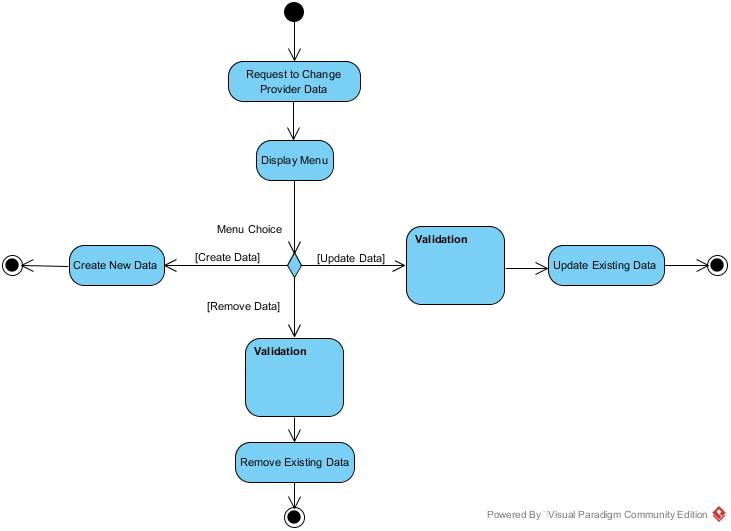 Request to Change
Provider Data
Display Menu
Menu Choice
[Create Data]
[Update Data]
Validation
Create New Data
Update Existing Data
[Remove Data]
Validation
Remove Existing Data
Powered By Visual Paradigm Community Edition